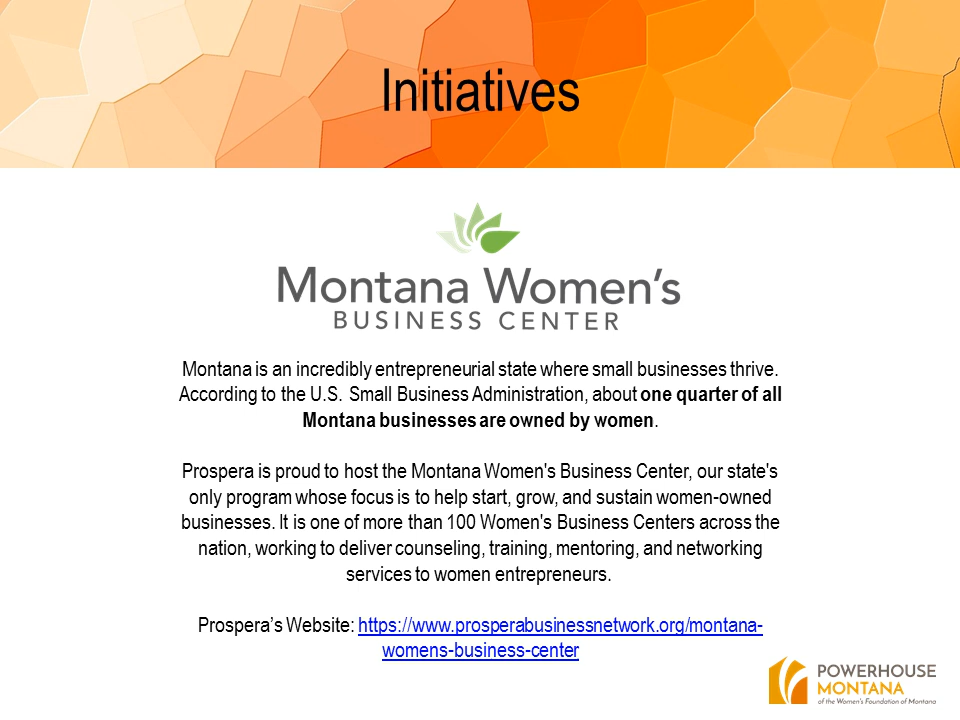 Initiatives
Montana Women's
BUSINESS CENTER
Montana is an incredibly entrepreneurial state where small businesses thrive.
According to the U.S. Small Business Administration, about one quarter of all
Montana businesses are owned by women.
Prospera is proud to host the Montana Women's Business Center, our state's
only program whose focus is to help start, grow, and sustain women-owned
businesses. It is one of more than 100 Women's Business Centers across the
nation, working to deliver counseling, training, mentoring, and networking
services to women entrepreneurs.
Prospera’s Website: https://www.prosperabusinessnetwork.org/montana-
womens-business-center
POWERHOUSE
MONTANA
of the Women's Foundation of Montana